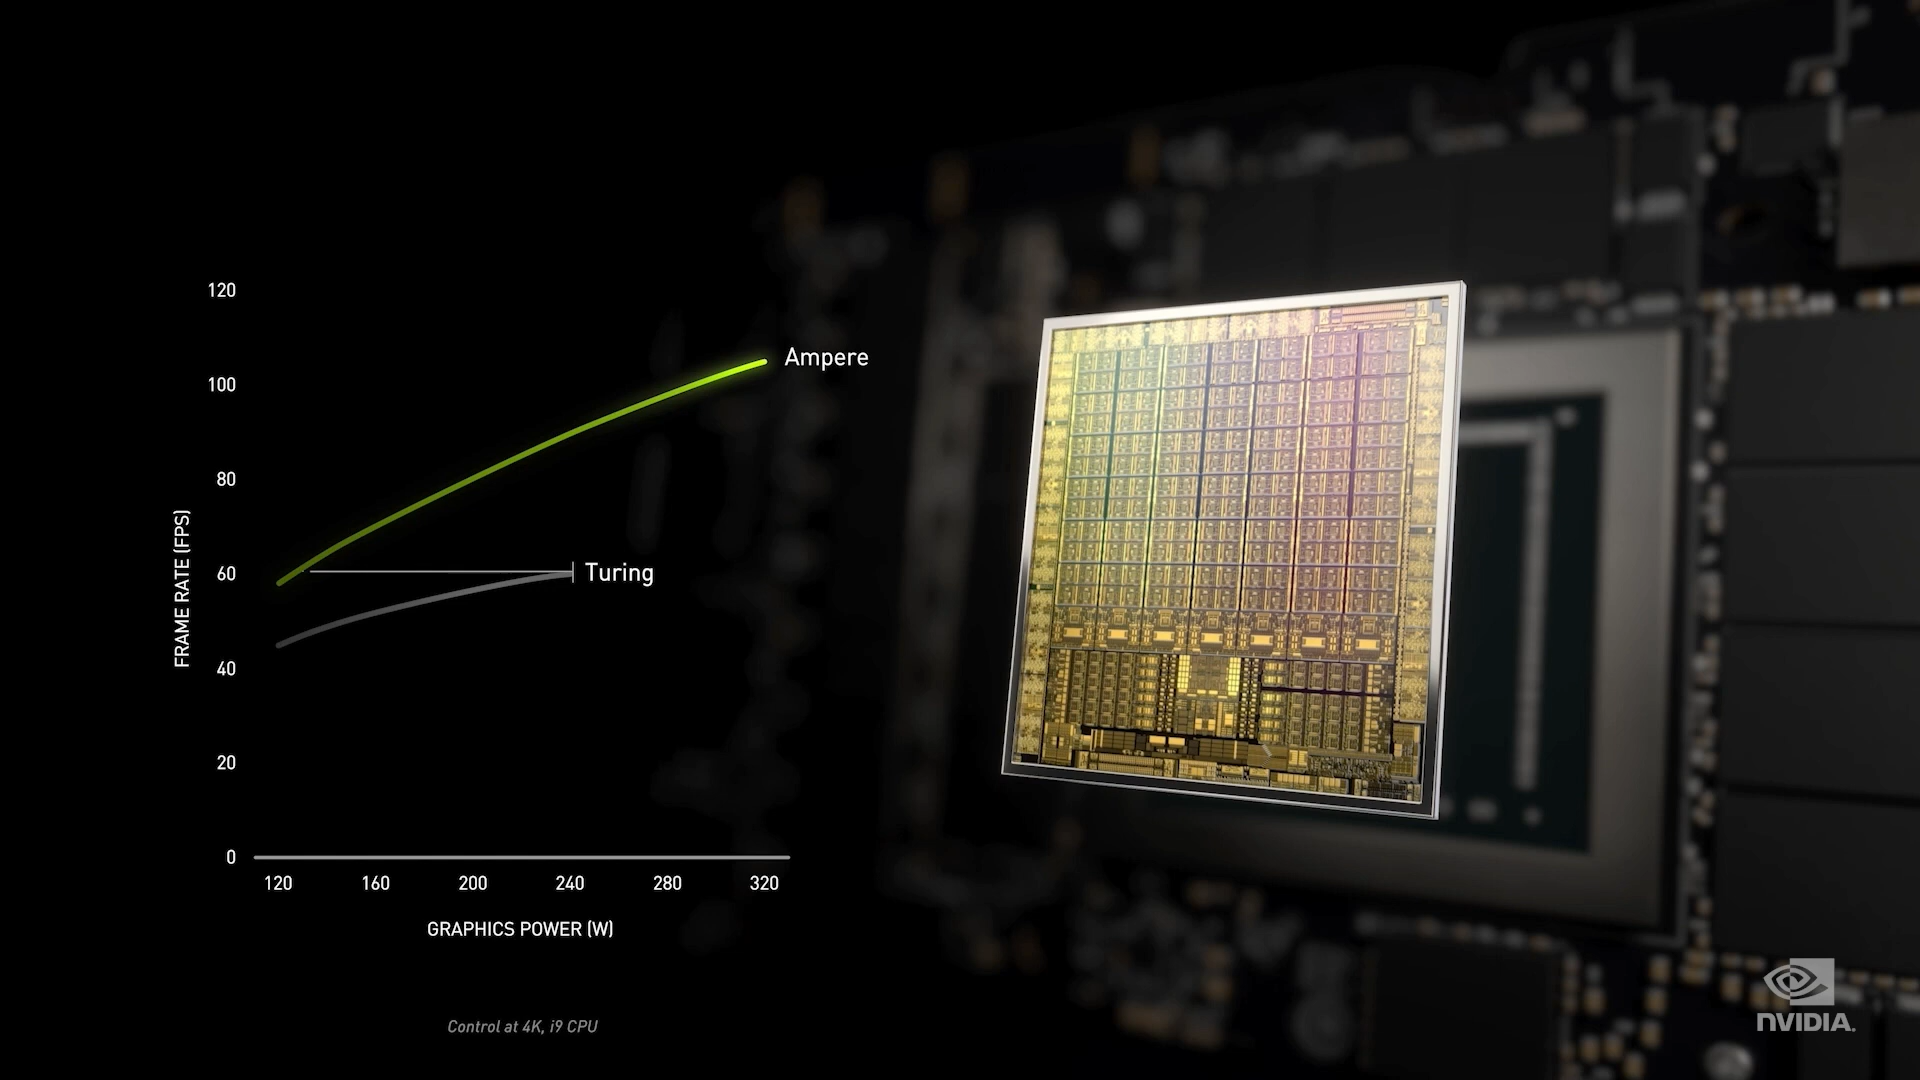 120
100
80
60
40
20
0
FRAME RATE (FPS)
Ampere
Turing
120 160 200 240 280 320
GRAPHICS POWER (W)
Control at 4K, i9 CPU
NVIDIA.